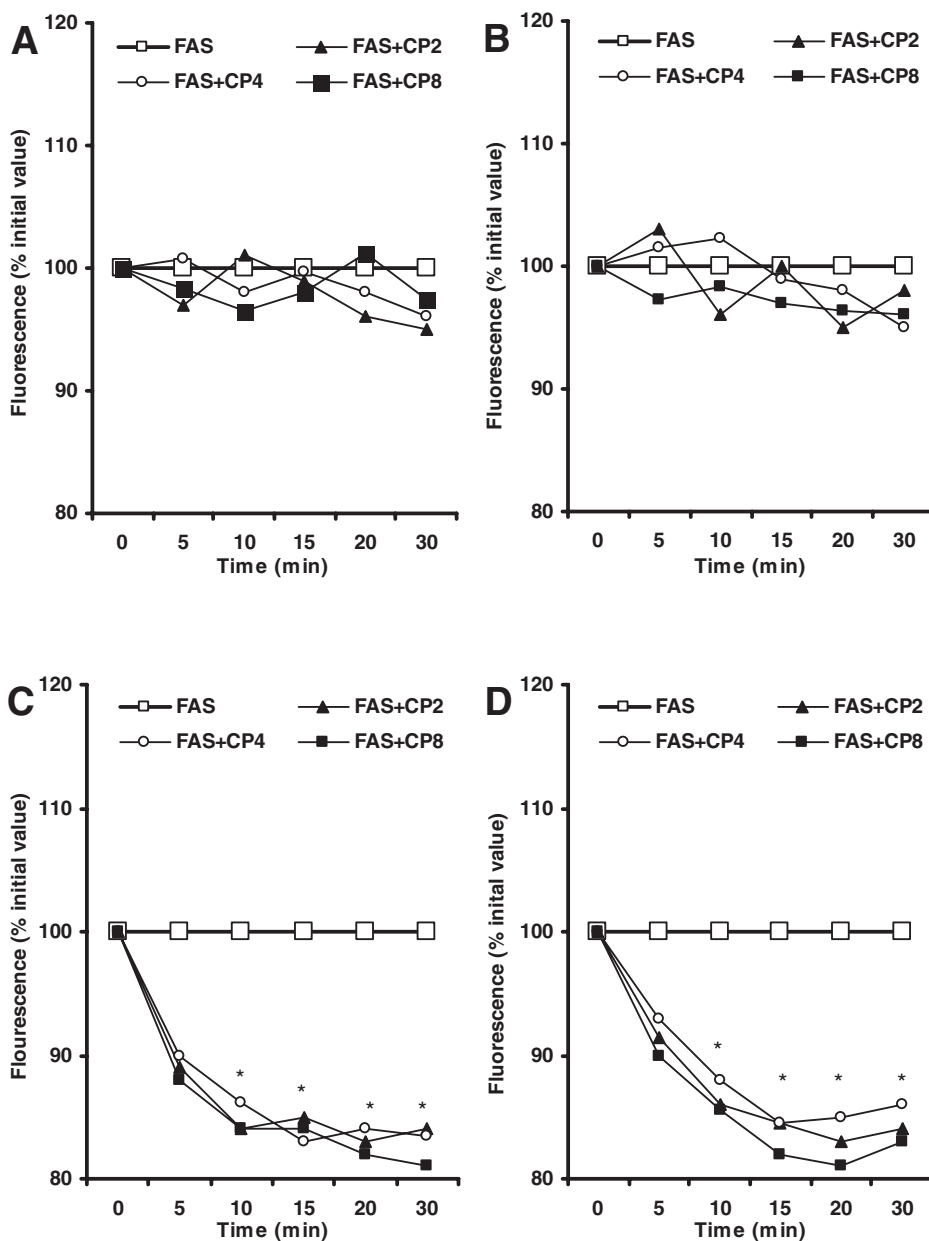 A
FAS FAS+CP2
FAS+CP4 FAS+CP8
Fluorescence (% initial value)
120
110
100
90
80
0 5 10 15 20 30
Time (min)
B
FAS FAS+CP2
FAS+CP4 FAS+CP8
Fluorescence (% initial value)
120
110
100
90
80
0 5 10 15 20 30
Time (min)
C
FAS FAS+CP2
FAS+CP4 FAS+CP8
Flourescence (% initial value)
120
110
100
90
80
* * * *
0 5 10 15 20 30
Time (min)
D
FAS FAS+CP2
FAS+CP4 FAS+CP8
Fluorescence (% inital value)
120
110
100
90
80
* * * *
0 5 10 15 20 30
Time (min)